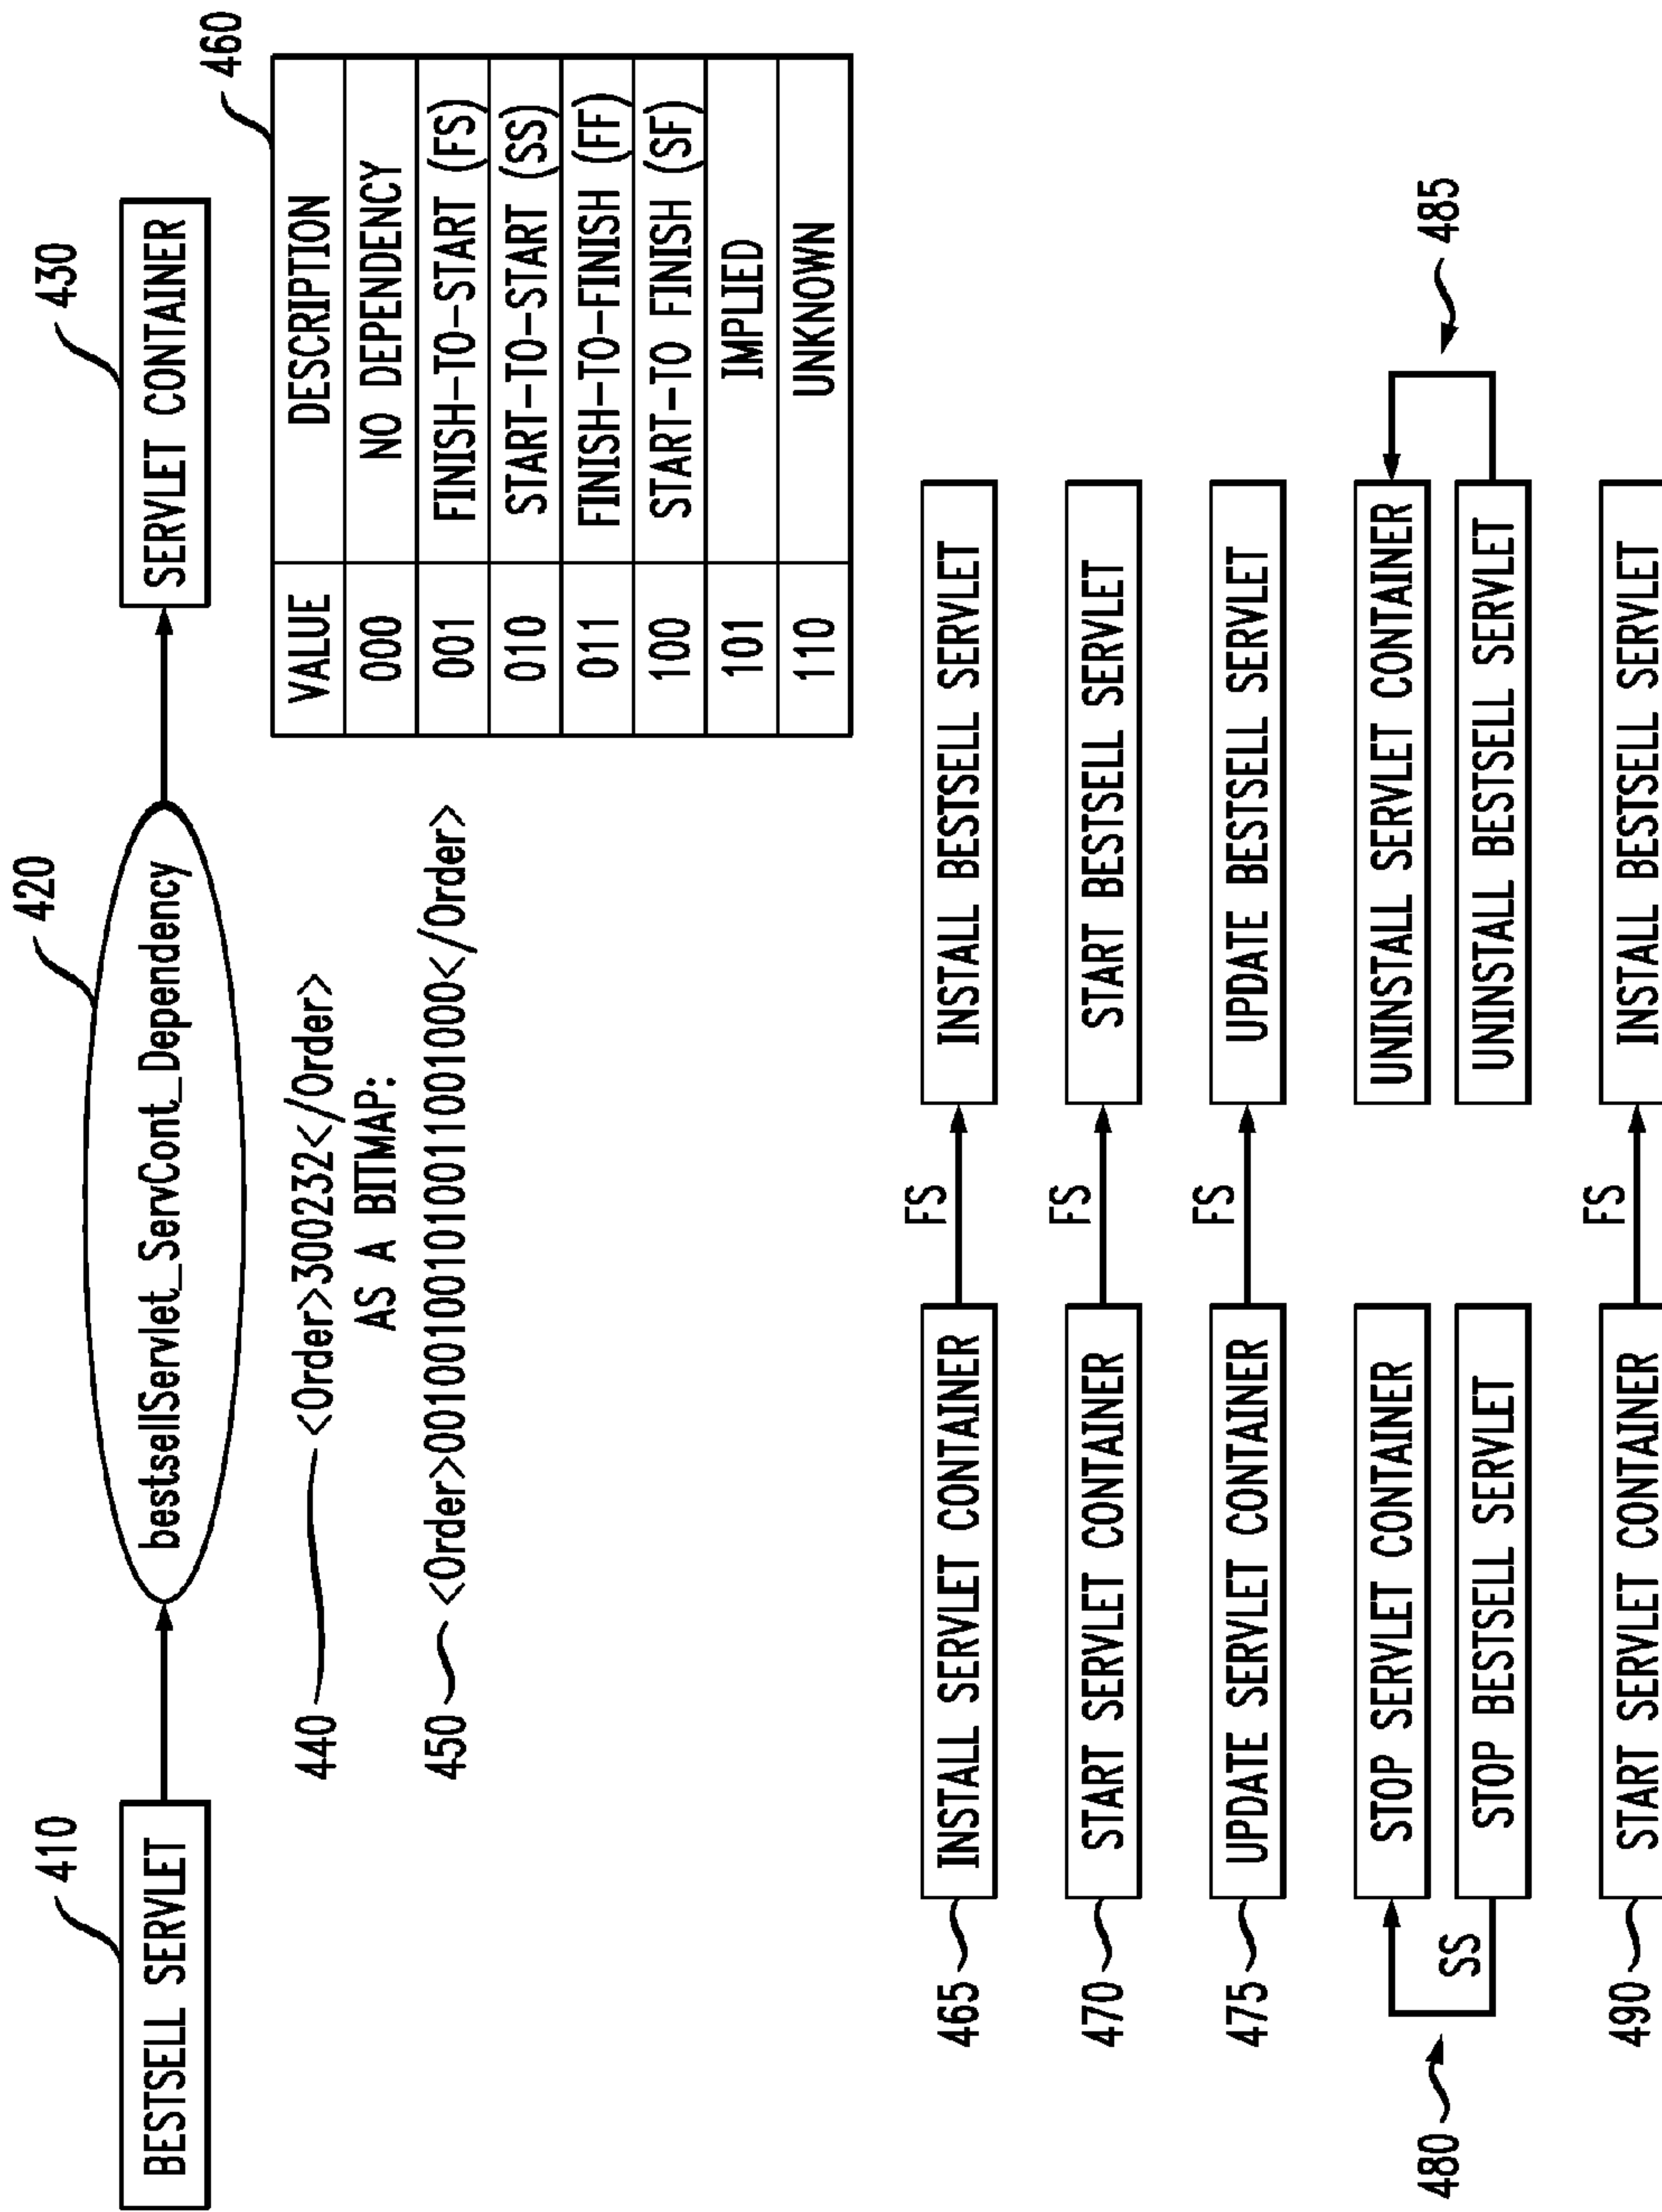 BESTSELL SERVLET
410
bestsellServlet_ServCont_Dependency
420
SERVLET CONTAINER
430
440
<Order>300232</Order>
AS A BITMAP:
450
<Order>001001001010011001000</Order>
460
VALUE DESCRIPTION
000 NO DEPENDENCY
001 FINISH-TO-START (FS)
010 START-TO-START (SS)
011 FINISH-TO-FINISH (FF)
100 START-TO FINISH (SF)
101 IMPLIED
110 UNKNOWN
465 INSTALL SERVLET CONTAINER FS INSTALL BESTSELL SERVLET
470 START SERVLET CONTAINER FS START BESTSELL SERVLET
475 UPDATE SERVLET CONTAINER FS UPDATE BESTSELL SERVLET
STOP SERVLET CONTAINER UNINSTALL SERVLET CONTAINER
480 SS 485
STOP BESTSELL SERVLET UNINSTALL BESTSELL SERVLET
490 START SERVLET CONTAINER FS INSTALL BESTSELL SERVLET